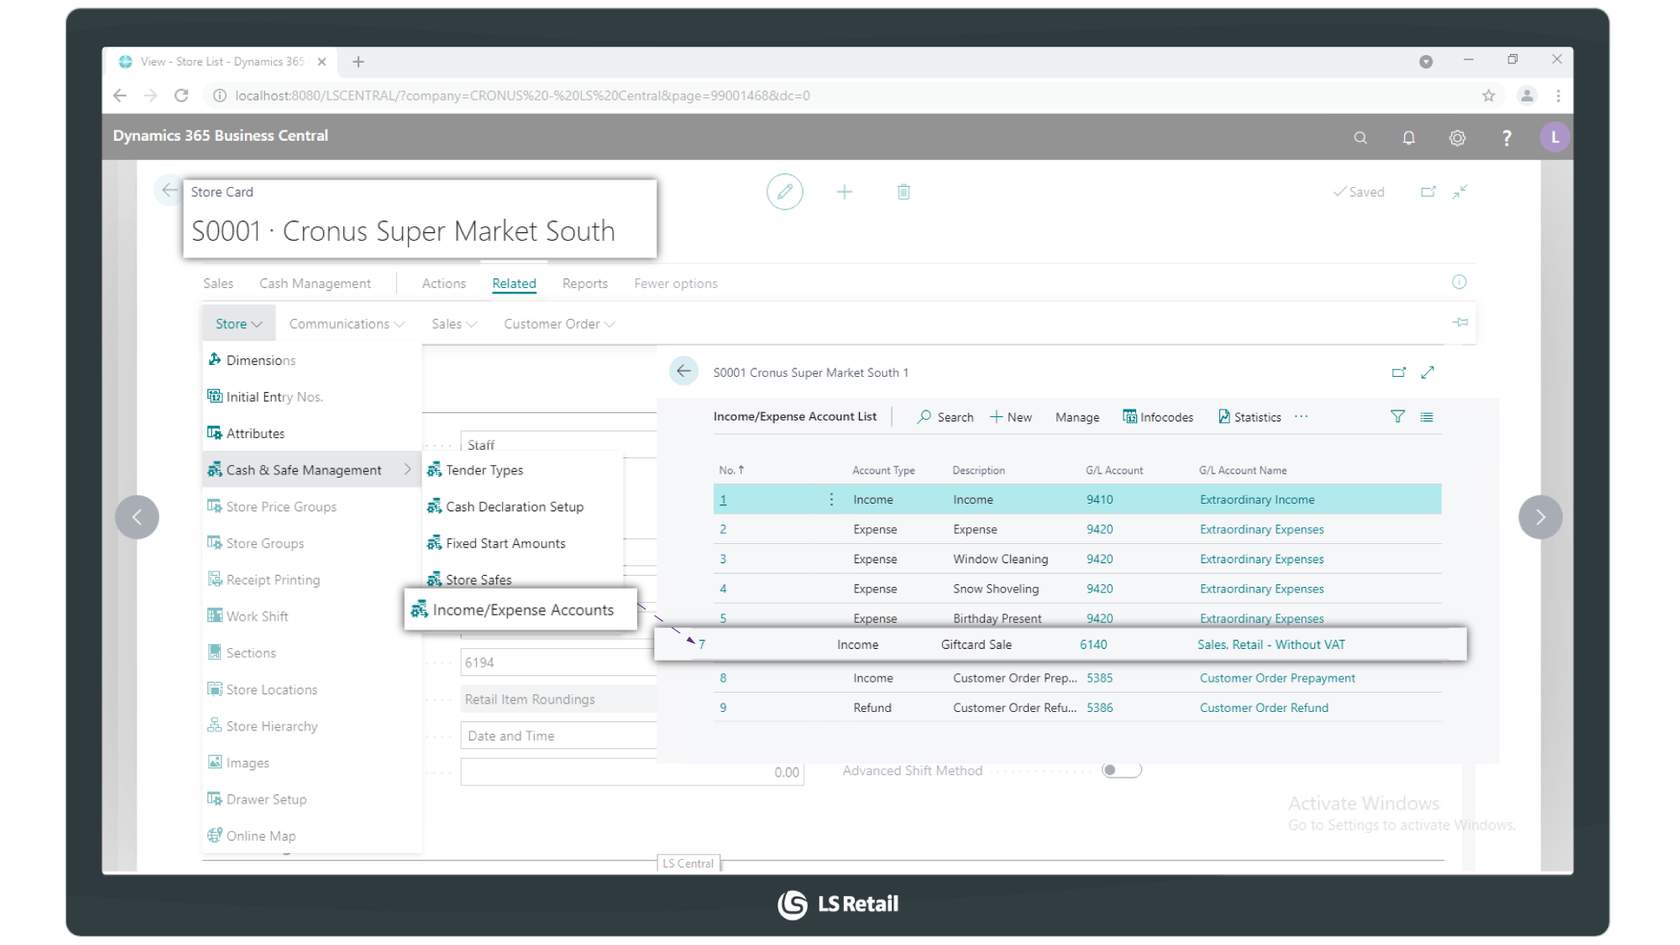 View - Store List - Dynamics 365
localhost:8080/LSCENTRAL/?company=CRONUS%20-%20LS%20Central&page=99001468&dc=0
Dynamics 365 Business Central
?
L
Store Card
Saved
S0001 · Cronus Super Market South
Sales Cash Management Actions Related Reports Fewer options
Store Communications Sales Customer Order
Dimensions
Initial Entry Nos.
Attributes
Cash & Safe Management
Store Price Groups
Store Groups
Receipt Printing
Work Shift
Sections
Store Locations
Store Hierarchy
Images
Drawer Setup
Online Map
Tender Types
Cash Declaration Setup
Fixed Start Amounts
Store Safes
Income/Expense Accounts
Staff
6194
Retail Item Roundings
Date and Time
0.00
Advanced Shift Method
S0001 Cronus Super Market South 1
Income/Expense Account List Search New Manage Infocodes Statistics ...
No. ↑ Account Type Description G/L Account G/L Account Name
1 Income Income 9410 Extraordinary Income
2 Expense Expense 9420 Extraordinary Expenses
3 Expense Window Cleaning 9420 Extraordinary Expenses
4 Expense Snow Shoveling 9420 Extraordinary Expenses
5 Expense Birthday Present 9420 Extraordinary Expenses
7 Income Giftcard Sale 6140 Sales, Retail - Without VAT
8 Income Customer Order Prep... 5385 Customer Order Prepayment
9 Refund Customer Order Refu... 5386 Customer Order Refund
Activate Windows
Go to Settings to activate Windows.
LS Central
LS Retail